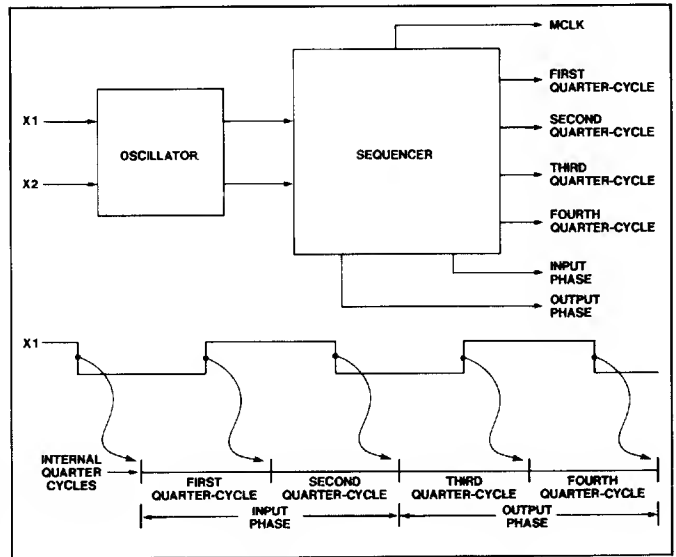 MCLK
FIRST
QUARTER-CYCLE
X1
SECOND
QUARTER-CYCLE
OSCILLATOR
SEQUENCER
THIRD
QUARTER-CYCLE
X2
FOURTH
QUARTER-CYCLE
INPUT
PHASE
OUTPUT
PHASE
X1
INTERNAL
QUARTER
CYCLES
FIRST
QUARTER-CYCLE
SECOND
QUARTER-CYCLE
THIRD
QUARTER-CYCLE
FOURTH
QUARTER-CYCLE
INPUT
PHASE
OUTPUT
PHASE